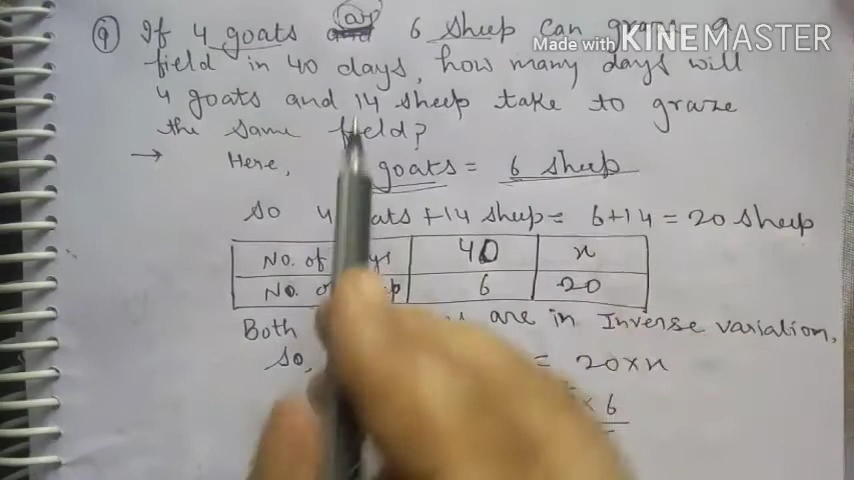 9 If 4 goats or 6 sheep can graze a
Made with KINEMASTER
field in 40 days, how many days will
4 goats and 14 sheep take to graze
the same field?
→ Here, goats = 6 sheep
So 4 + 14 sheep = 6+14 = 20 sheep
No. of 40 x
No. 6 20
Both are in Inverse variation,
So, = 20 × x
× 6